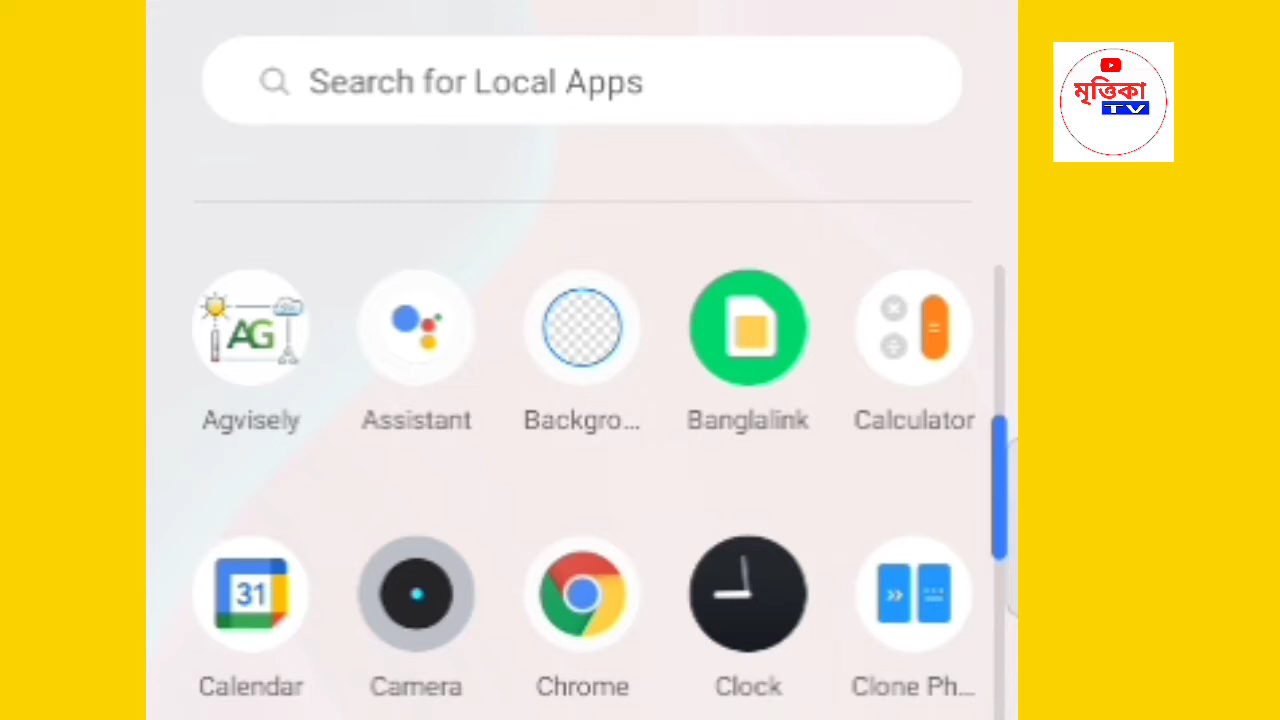 Search for Local Apps
মৃত্তিকা
TV
AG
Agvisely
Assistant
Backgro...
Banglalink
Calculator
31
Calendar
Camera
Chrome
Clock
Clone Ph...